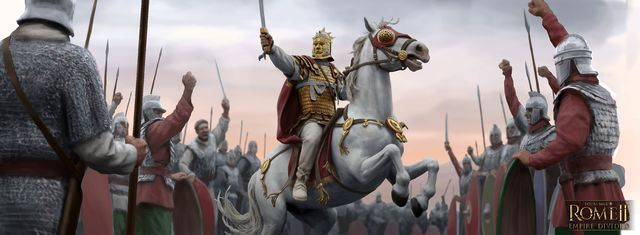 TOTAL WAR
ROME II
EMPIRE DIVIDED